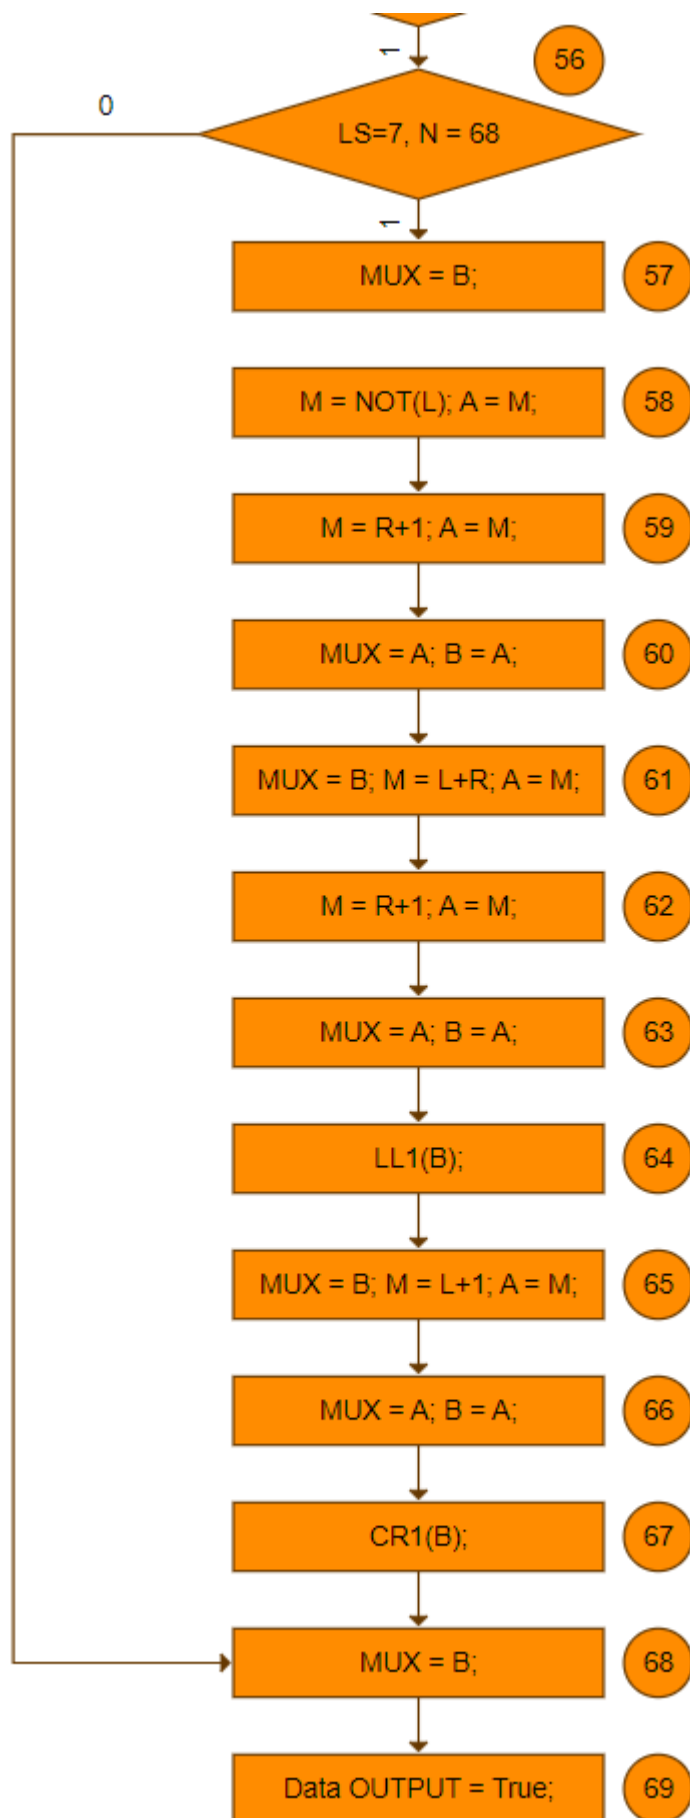 1
56
0
LS=7, N = 68
1
MUX = B;
57
M = NOT(L); A = M;
58
M = R+1; A = M;
59
MUX = A; B = A;
60
MUX = B; M = L+R; A = M;
61
M = R+1; A = M;
62
MUX = A; B = A;
63
LL1(B);
64
MUX = B; M = L+1; A = M;
65
MUX = A; B = A;
66
CR1(B);
67
MUX = B;
68
Data OUTPUT = True;
69